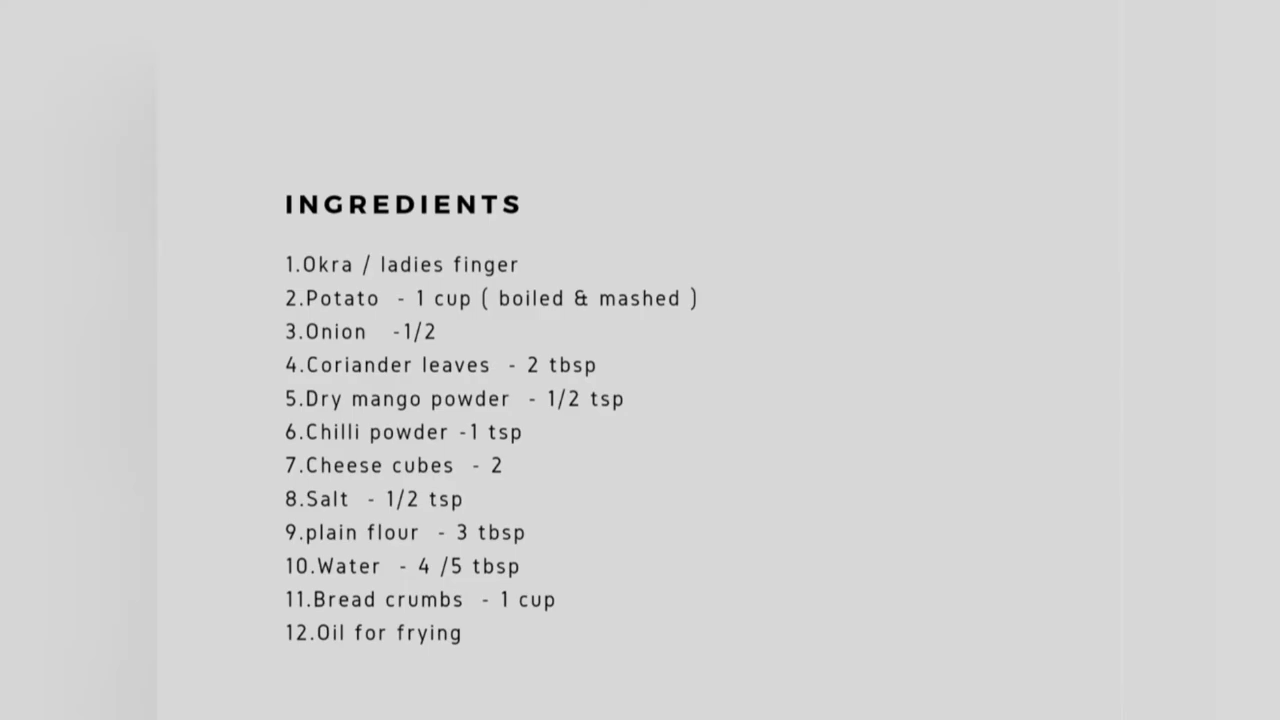 INGREDIENTS
1.Okra / ladies finger
2.Potato - 1 cup ( boiled & mashed )
3.Onion -1/2
4.Coriander leaves - 2 tbsp
5.Dry mango powder - 1/2 tsp
6.Chilli powder -1 tsp
7.Cheese cubes - 2
8.Salt - 1/2 tsp
9.plain flour - 3 tbsp
10.Water - 4 /5 tbsp
11.Bread crumbs - 1 cup
12.Oil for frying